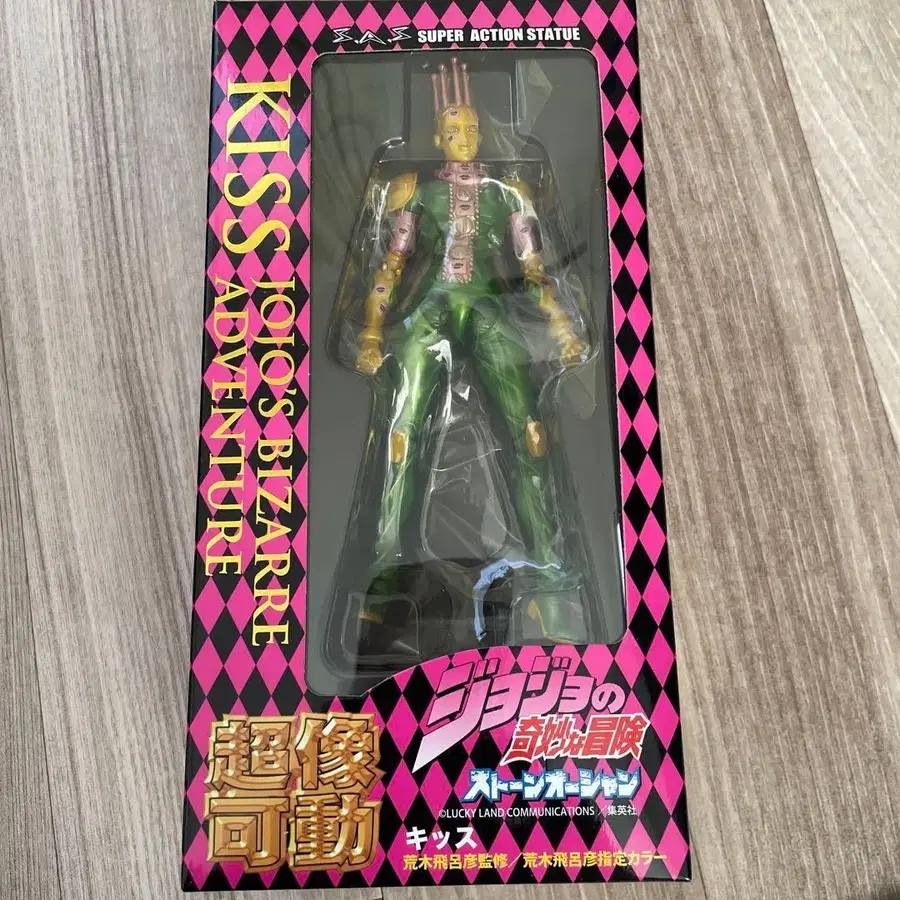 S.A.S SUPER ACTION STATUE
KISS
JOJO'S BIZARRE
ADVENTURE
ジョジョの
奇妙な冒険
ストーンオーシャン
©LUCKY LAND COMMUNICATIONS／集英社
超像
可動
キッス
荒木飛呂彦監修／荒木飛呂彦指定カラー